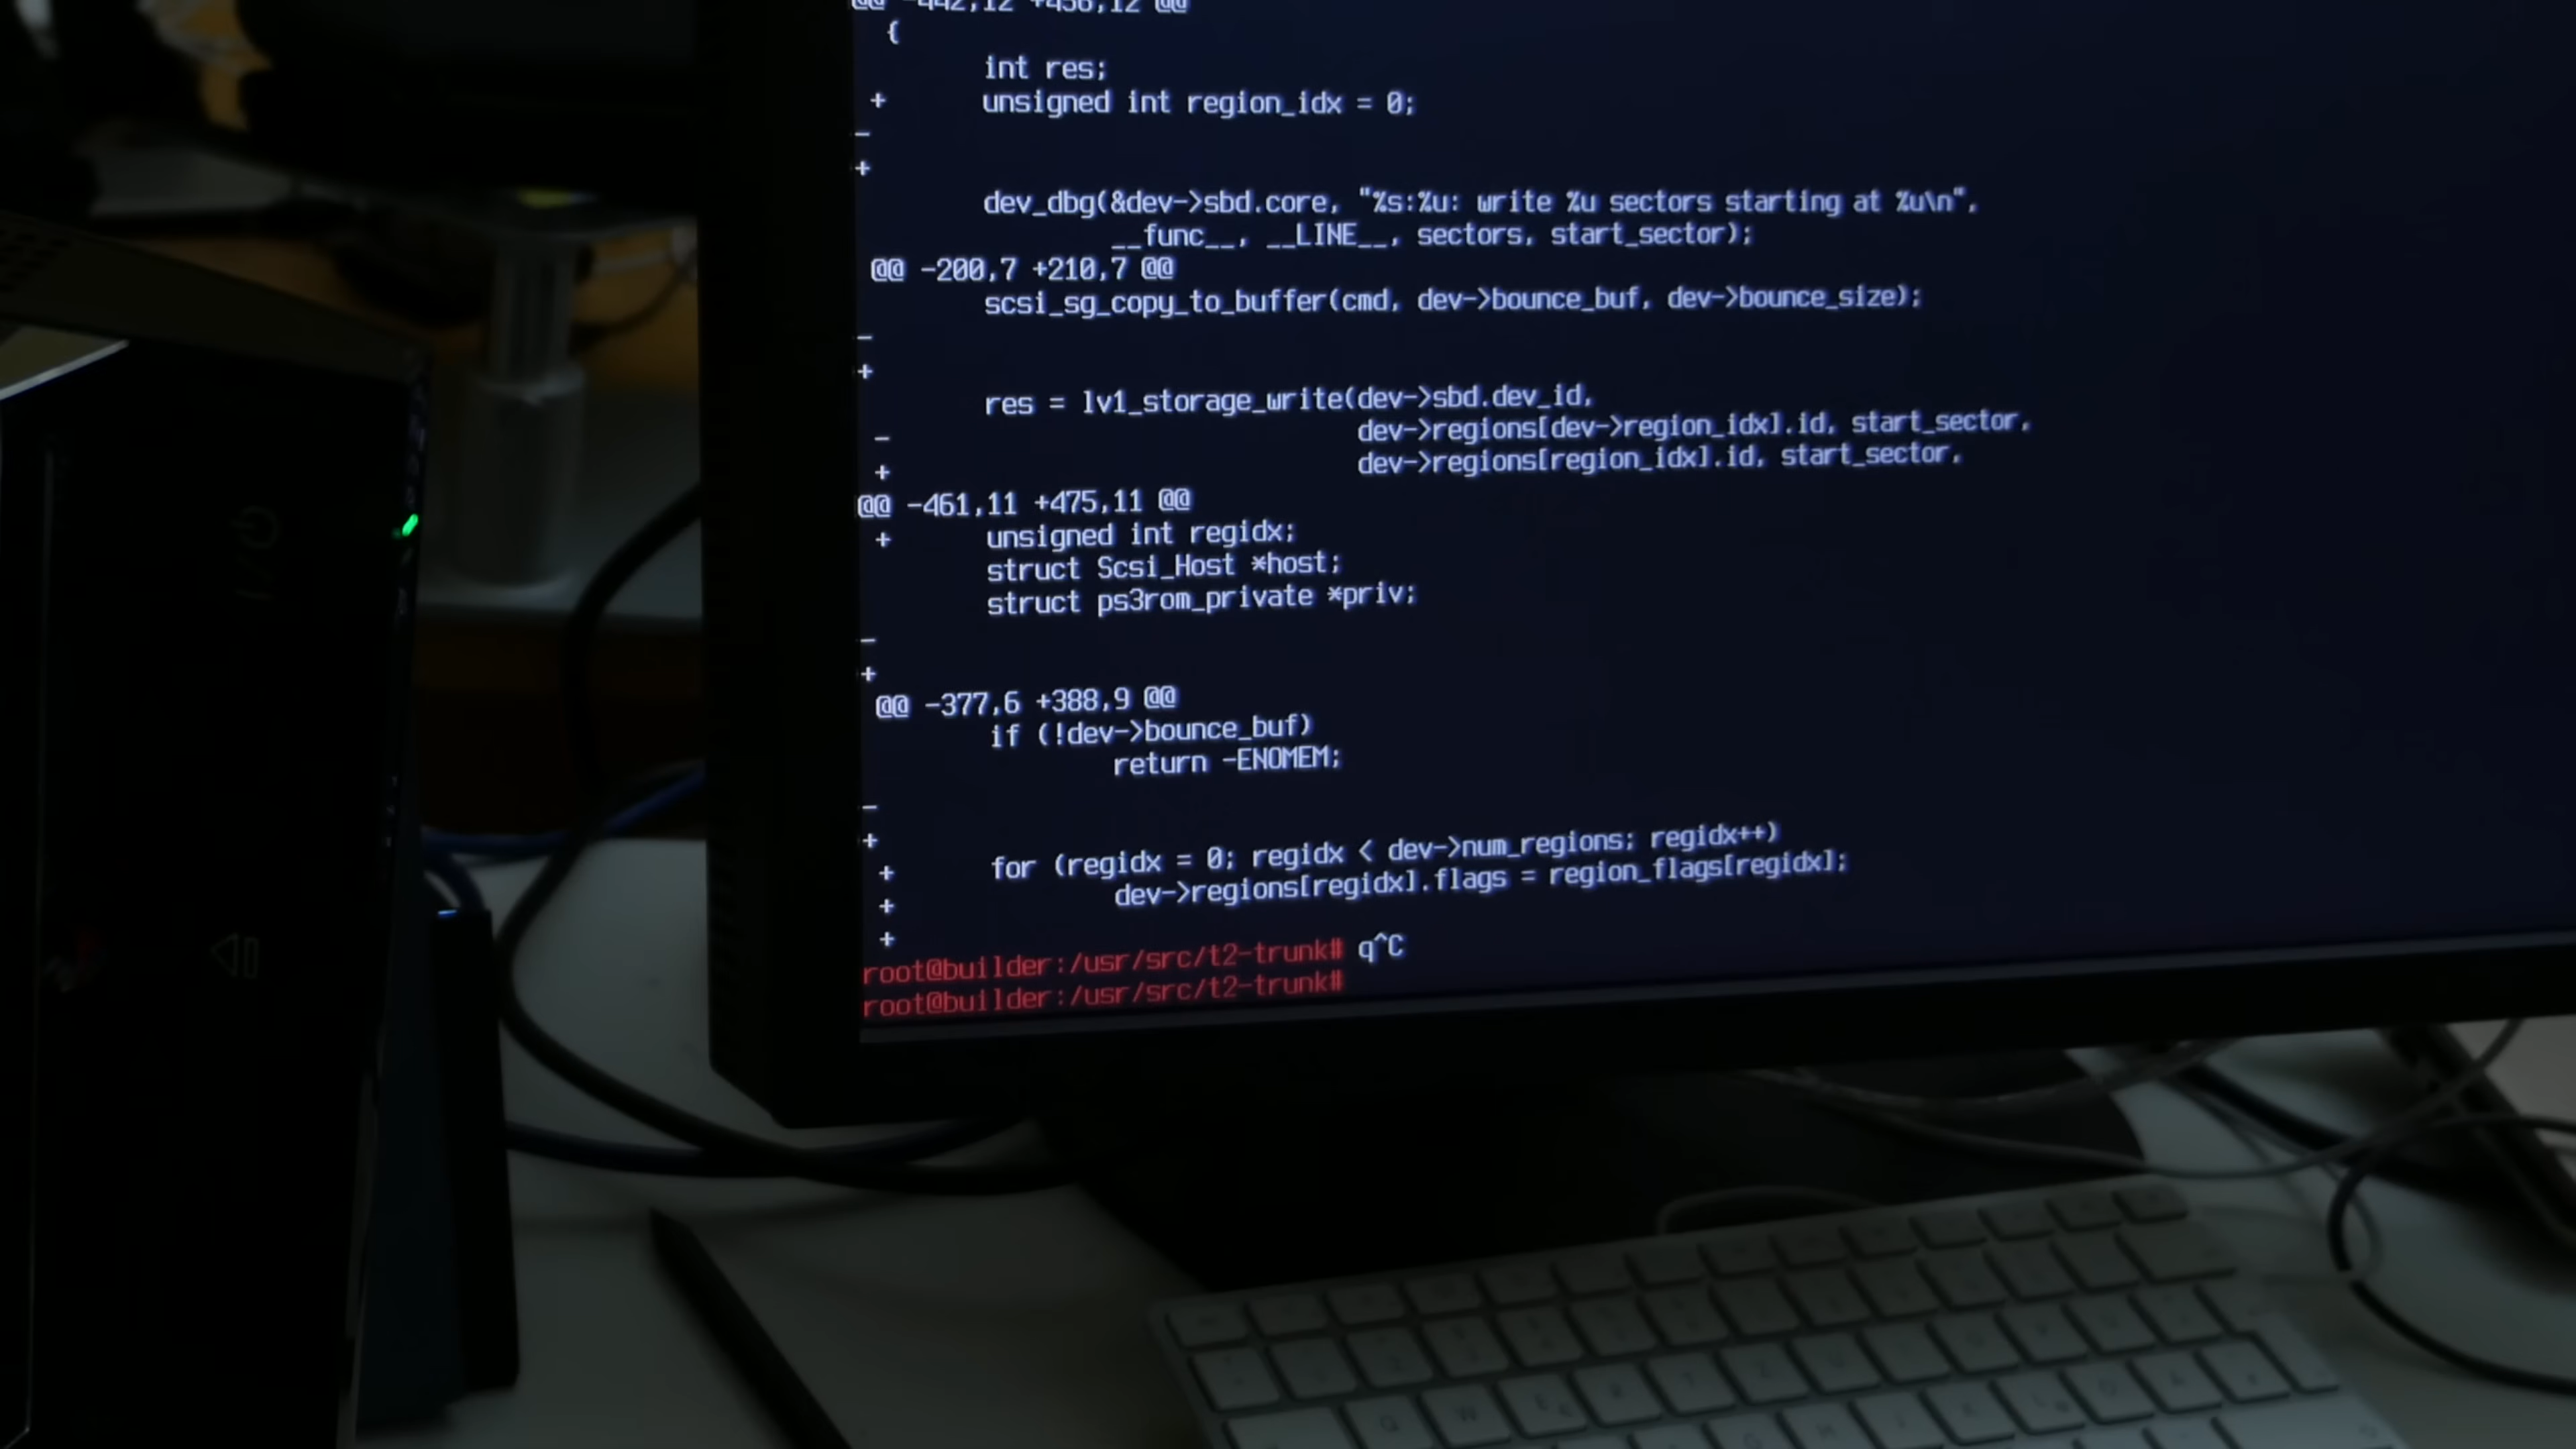 @@ -442,12 +456,12 @@
{
int res;
+ unsigned int region_idx = 0;
-
+
dev_dbg(&dev->sbd.core, "%s:%u: write %u sectors starting at %u\n",
__func__, __LINE__, sectors, start_sector);
@@ -200,7 +210,7 @@
scsi_sg_copy_to_buffer(cmd, dev->bounce_buf, dev->bounce_size);
-
+
res = lv1_storage_write(dev->sbd.dev_id,
- dev->regions[dev->region_idx].id, start_sector,
+ dev->regions[region_idx].id, start_sector,
@@ -461,11 +475,11 @@
+ unsigned int regidx;
struct Scsi_Host *host;
struct ps3rom_private *priv;
-
+
@@ -377,6 +388,9 @@
if (!dev->bounce_buf)
return -ENOMEM;
-
+
+ for (regidx = 0; regidx < dev->num_regions; regidx++)
+ dev->regions[regidx].flags = region_flags[regidx];
+
root@builder:/usr/src/t2-trunk# q^C
root@builder:/usr/src/t2-trunk#